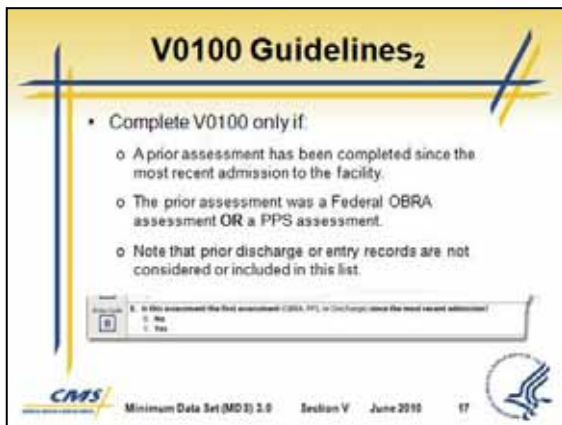 V0100 Guidelines2
• Complete V0100 only if:
o A prior assessment has been completed since the
most recent admission to the facility.
o The prior assessment was a Federal OBRA
assessment OR a PPS assessment.
o Note that prior discharge or entry records are not
considered or included in this list.
Is this assessment the first assessment (OBRA, PPS, or Discharge) since the most recent admission?
0. No
1. Yes
CMS
Minimum Data Set (MDS) 3.0 Section V June 2010 17